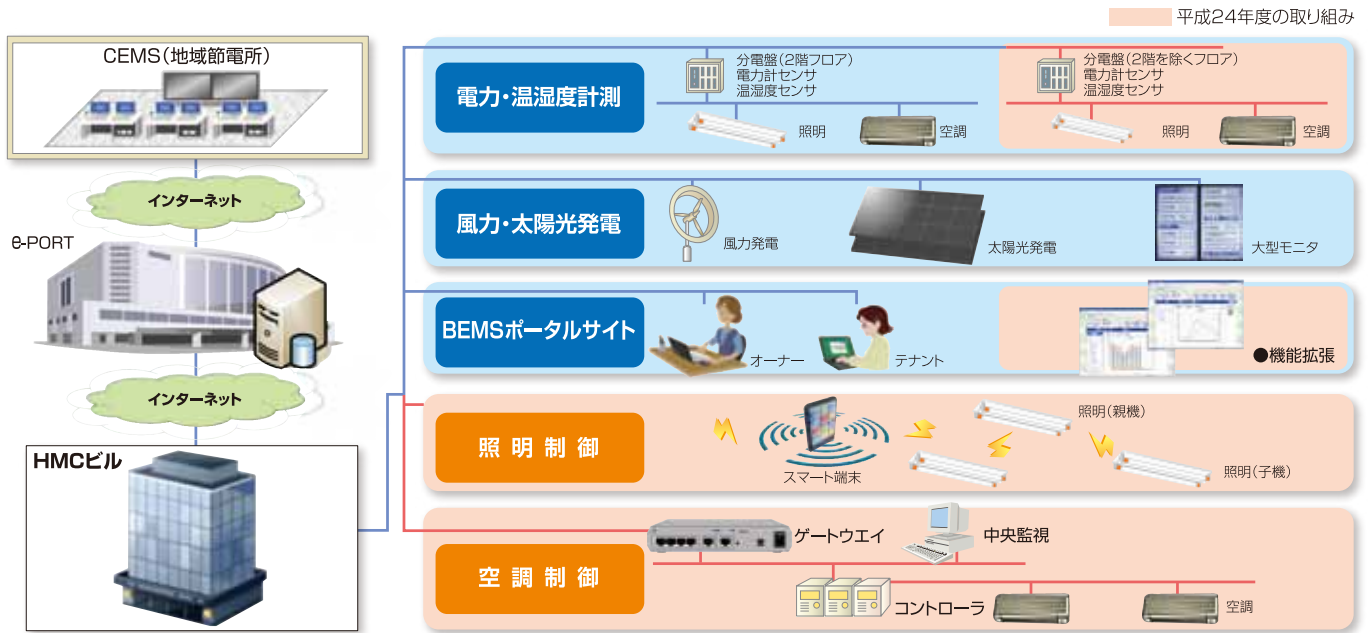 平成24年度の取り組み
CEMS(地域節電所)
インターネット
e-PORT
インターネット
HMCビル
電力・温湿度計測
分電盤(2階フロア)
電力計センサ
温湿度センサ
照明
空調
分電盤(2階を除くフロア)
電力計センサ
温湿度センサ
照明
空調
風力・太陽光発電
風力発電
太陽光発電
大型モニタ
BEMSポータルサイト
オーナー
テナント
●機能拡張
照明制御
スマート端末
照明(親機)
照明(子機)
空調制御
ゲートウエイ
中央監視
コントローラ
空調